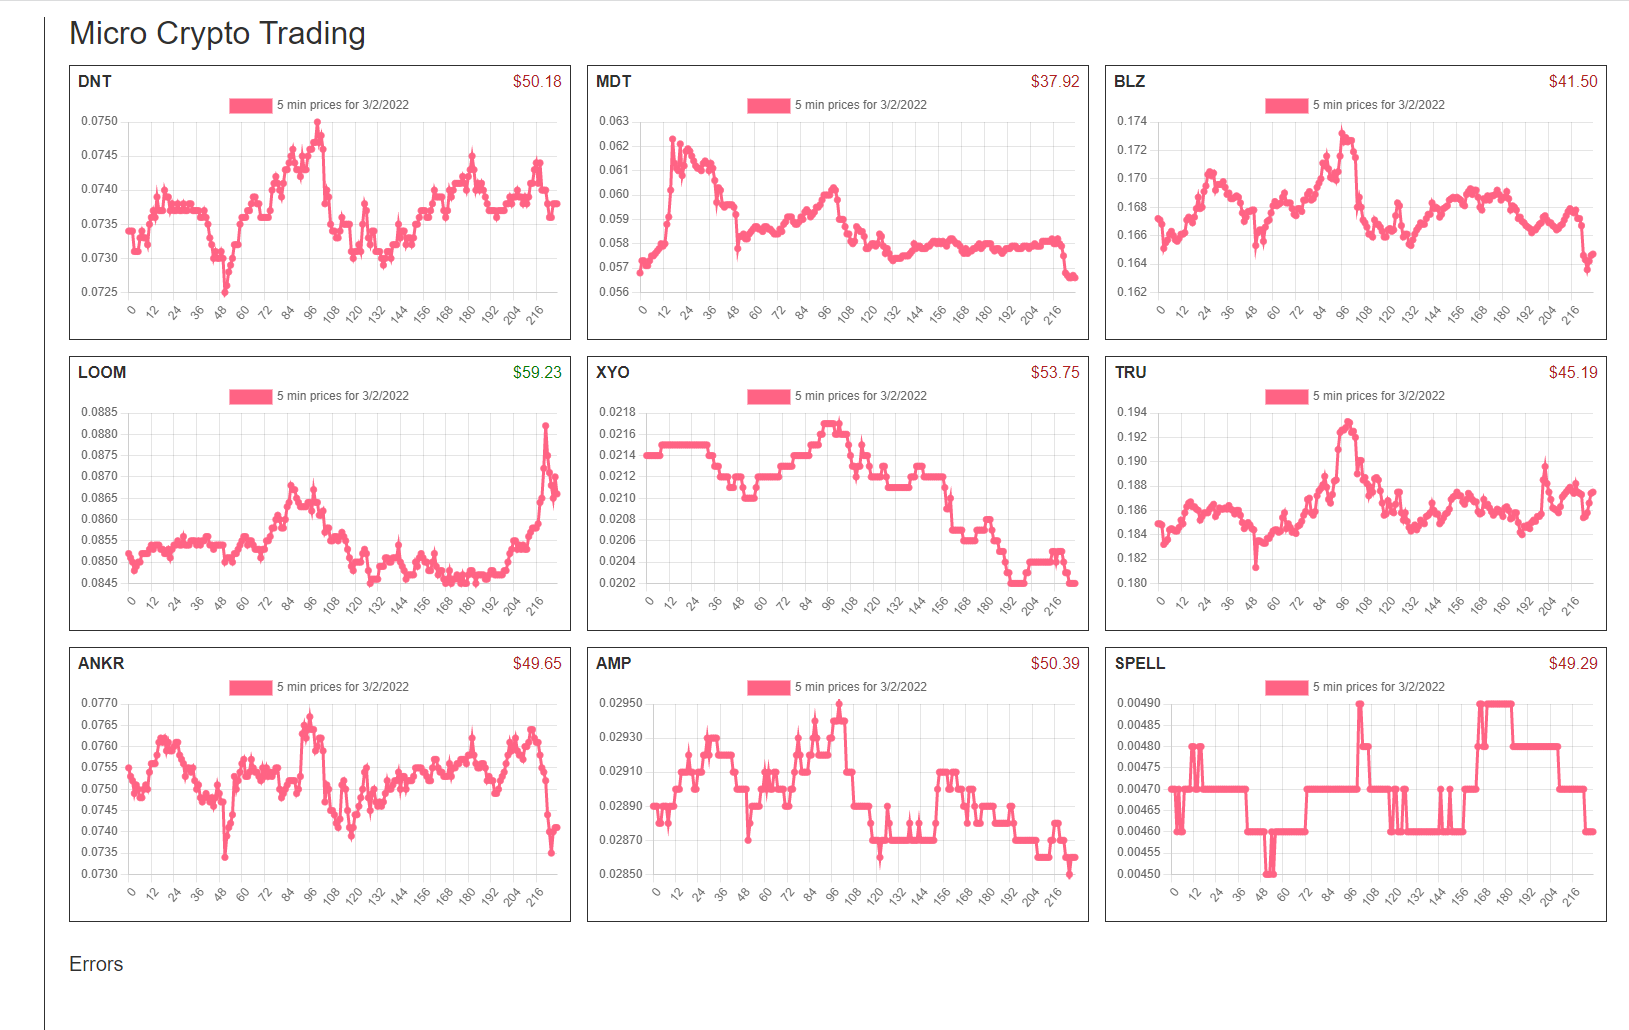 Micro Crypto Trading
DNT $50.18
5 min prices for 3/2/2022
0.0750
0.0745
0.0740
0.0735
0.0730
0.0725
0 12 24 36 48 60 72 84 96 108 120 132 144 156 168 180 192 204 216
MDT $37.92
5 min prices for 3/2/2022
0.063
0.062
0.061
0.060
0.059
0.058
0.057
0.056
0 12 24 36 48 60 72 84 96 108 120 132 144 156 168 180 192 204 216
BLZ $41.50
5 min prices for 3/2/2022
0.174
0.172
0.170
0.168
0.166
0.164
0.162
0 12 24 36 48 60 72 84 96 108 120 132 144 156 168 180 192 204 216
LOOM $59.23
5 min prices for 3/2/2022
0.0885
0.0880
0.0875
0.0870
0.0865
0.0860
0.0855
0.0850
0.0845
0 12 24 36 48 60 72 84 96 108 120 132 144 156 168 180 192 204 216
XYO $53.75
5 min prices for 3/2/2022
0.0218
0.0216
0.0214
0.0212
0.0210
0.0208
0.0206
0.0204
0.0202
0 12 24 36 48 60 72 84 96 108 120 132 144 156 168 180 192 204 216
TRU $45.19
5 min prices for 3/2/2022
0.194
0.192
0.190
0.188
0.186
0.184
0.182
0.180
0 12 24 36 48 60 72 84 96 108 120 132 144 156 168 180 192 204 216
ANKR $49.65
5 min prices for 3/2/2022
0.0770
0.0765
0.0760
0.0755
0.0750
0.0745
0.0740
0.0735
0.0730
0 12 24 36 48 60 72 84 96 108 120 132 144 156 168 180 192 204 216
AMP $50.39
5 min prices for 3/2/2022
0.02950
0.02930
0.02910
0.02890
0.02870
0.02850
0 12 24 36 48 60 72 84 96 108 120 132 144 156 168 180 192 204 216
SPELL $49.29
5 min prices for 3/2/2022
0.00490
0.00485
0.00480
0.00475
0.00470
0.00465
0.00460
0.00455
0.00450
0 12 24 36 48 60 72 84 96 108 120 132 144 156 168 180 192 204 216
Errors